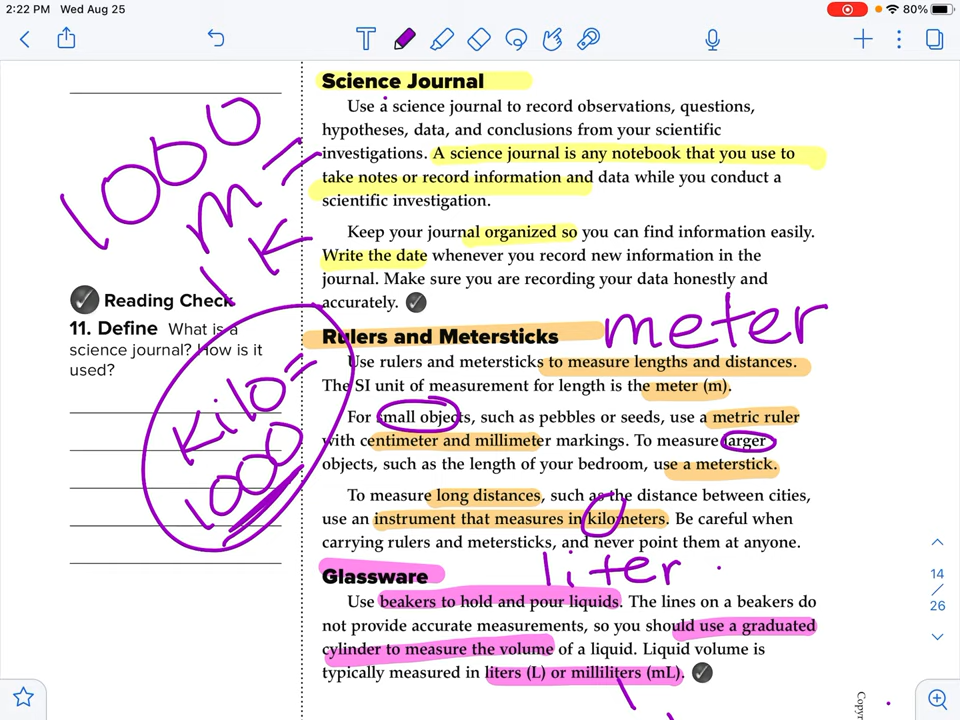 2:22 PM Wed Aug 25
80%
T
1000
m =
1K
Reading Check
11. Define What is a
science journal? How is it
used?
Kilo =
1000
Science Journal
Use a science journal to record observations, questions,
hypotheses, data, and conclusions from your scientific
investigations. A science journal is any notebook that you use to
take notes or record information and data while you conduct a
scientific investigation.
Keep your journal organized so you can find information easily.
Write the date whenever you record new information in the
journal. Make sure you are recording your data honestly and
accurately.
meter
Rulers and Metersticks
Use rulers and metersticks to measure lengths and distances.
The SI unit of measurement for length is the meter (m).
For small objects, such as pebbles or seeds, use a metric ruler
with centimeter and millimeter markings. To measure larger
objects, such as the length of your bedroom, use a meterstick.
To measure long distances, such as the distance between cities,
use an instrument that measures in kilometers. Be careful when
carrying rulers and metersticks, and never point them at anyone.
liter
Glassware
Use beakers to hold and pour liquids. The lines on a beakers do
not provide accurate measurements, so you should use a graduated
cylinder to measure the volume of a liquid. Liquid volume is
typically measured in liters (L) or milliliters (mL).
14
/
26